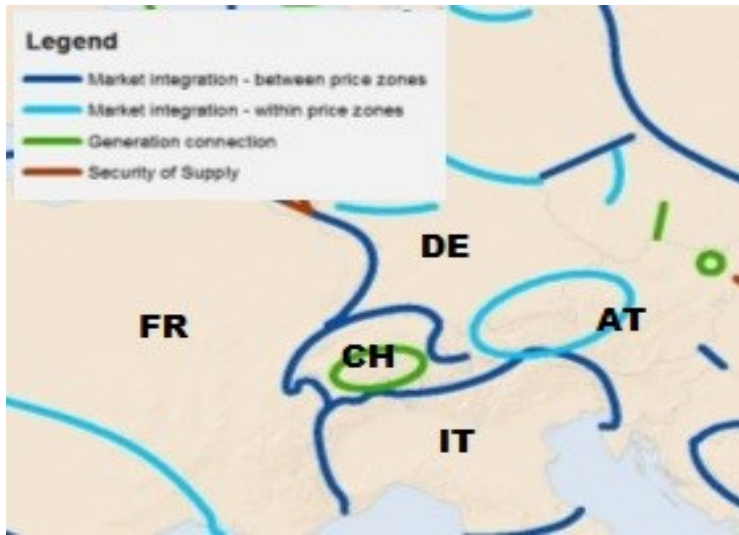 Legend
Market integration - between price zones
Market integration - within price zones
Generation connection
Security of Supply
DE
FR
AT
CH
IT